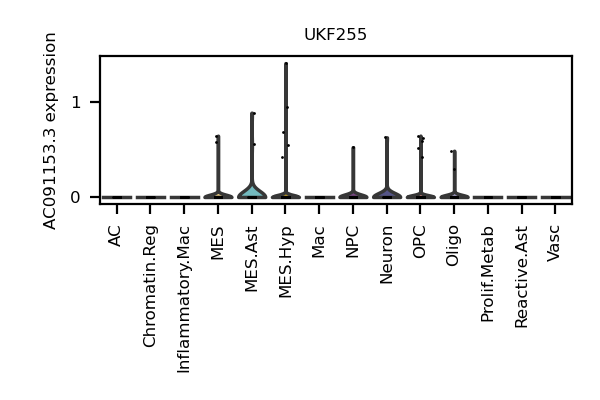 UKF255
AC091153.3 expression
1
0
AC
Chromatin.Reg
Inflammatory.Mac
MES
MES.Ast
MES.Hyp
Mac
NPC
Neuron
OPC
Oligo
Prolif.Metab
Reactive.Ast
Vasc